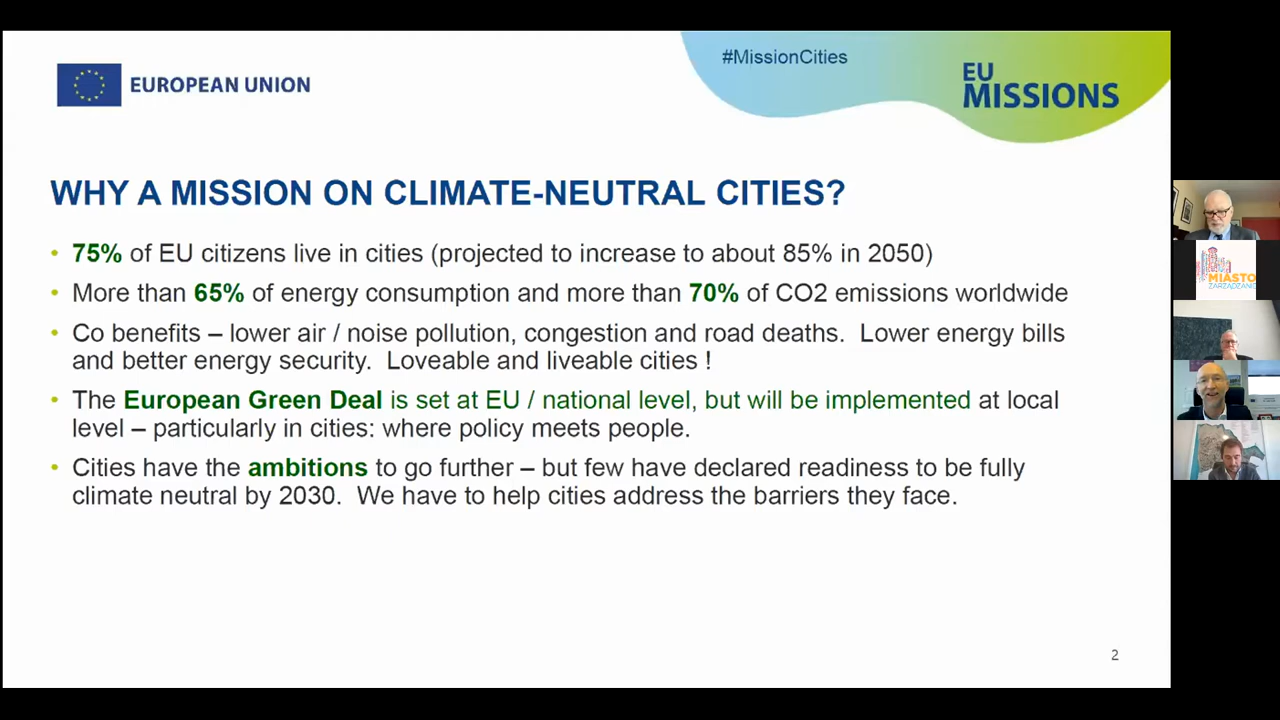 #MissionCities
EUROPEAN UNION
EU
MISSIONS
WHY A MISSION ON CLIMATE-NEUTRAL CITIES?
• 75% of EU citizens live in cities (projected to increase to about 85% in 2050)
• More than 65% of energy consumption and more than 70% of CO2 emissions worldwide
• Co benefits – lower air / noise pollution, congestion and road deaths.  Lower energy bills
and better energy security.  Loveable and liveable cities !
• The European Green Deal is set at EU / national level, but will be implemented at local
level – particularly in cities: where policy meets people.
• Cities have the ambitions to go further – but few have declared readiness to be fully
climate neutral by 2030.  We have to help cities address the barriers they face.
2
MIASTO